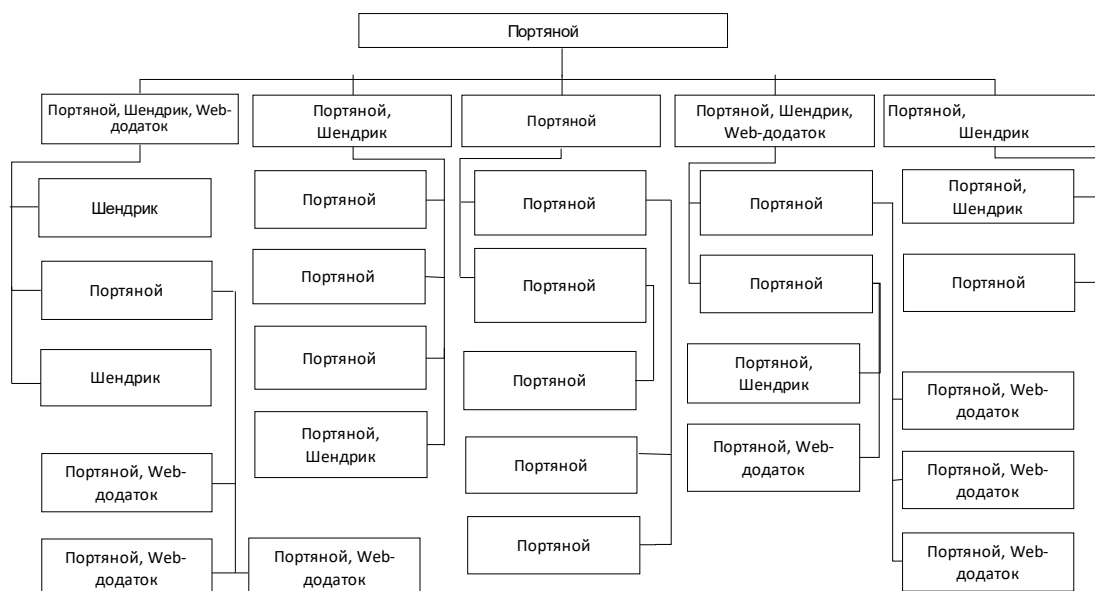 Портяной
Портяной, Шендрик, Web-
додаток
Портяной,
Шендрик
Портяной
Портяной, Шендрик,
Web-додаток
Портяной,
Шендрик
Шендрик
Портяной
Шендрик
Портяной, Web-
додаток
Портяной, Web-
додаток
Портяной, Web-
додаток
Портяной
Портяной
Портяной
Портяной,
Шендрик
Портяной
Портяной
Портяной
Портяной
Портяной
Портяной
Портяной
Портяной,
Шендрик
Портяной, Web-
додаток
Портяной,
Шендрик
Портяной
Портяной, Web-
додаток
Портяной, Web-
додаток
Портяной, Web-
додаток